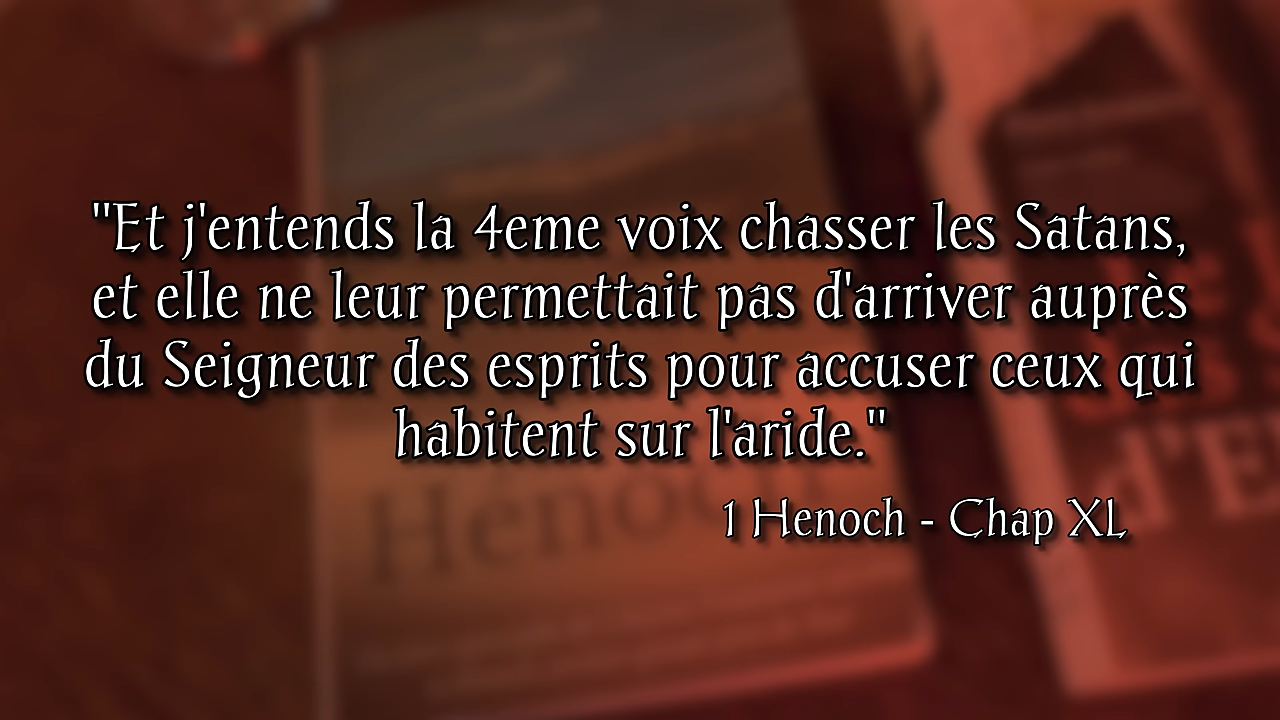 "Et j'entends la 4eme voix chasser les Satans,
et elle ne leur permettait pas d'arriver auprès
du Seigneur des esprits pour accuser ceux qui
habitent sur l'aride."
Henoch
d'E
1 Henoch - Chap XL